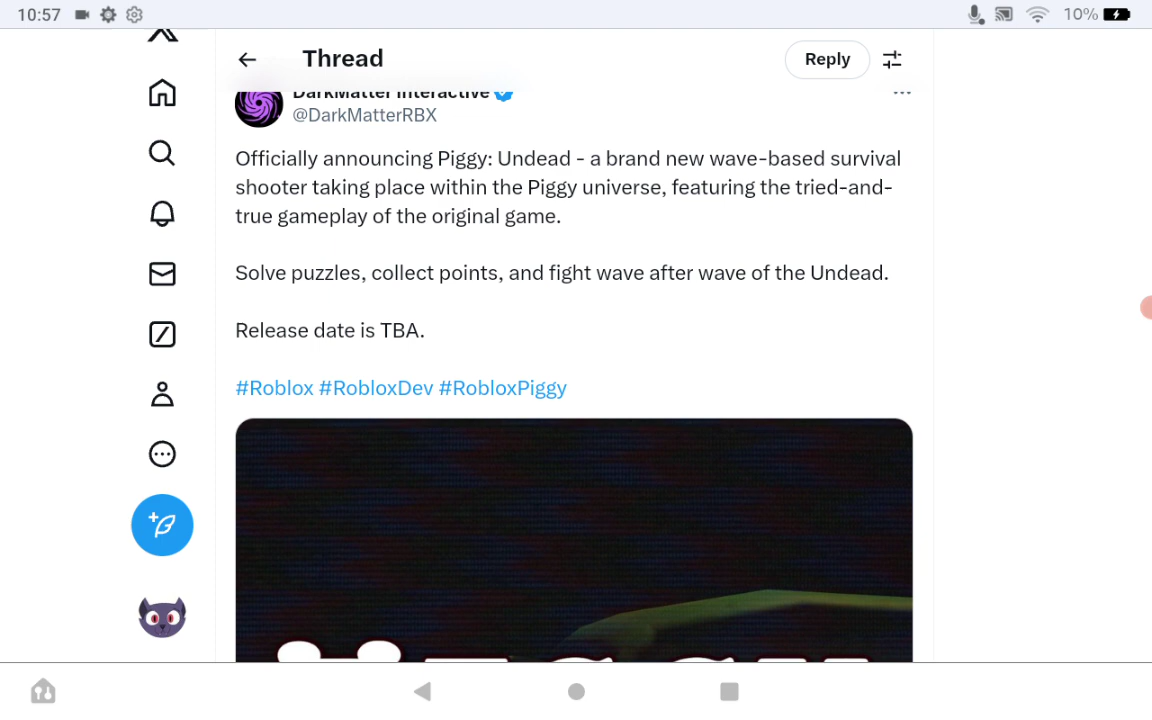 10:57
10%
Thread
Reply
DarkMatter Interactive
@DarkMatterRBX
Officially announcing Piggy: Undead - a brand new wave-based survival
shooter taking place within the Piggy universe, featuring the tried-and-
true gameplay of the original game.
Solve puzzles, collect points, and fight wave after wave of the Undead.
Release date is TBA.
#Roblox #RobloxDev #RobloxPiggy